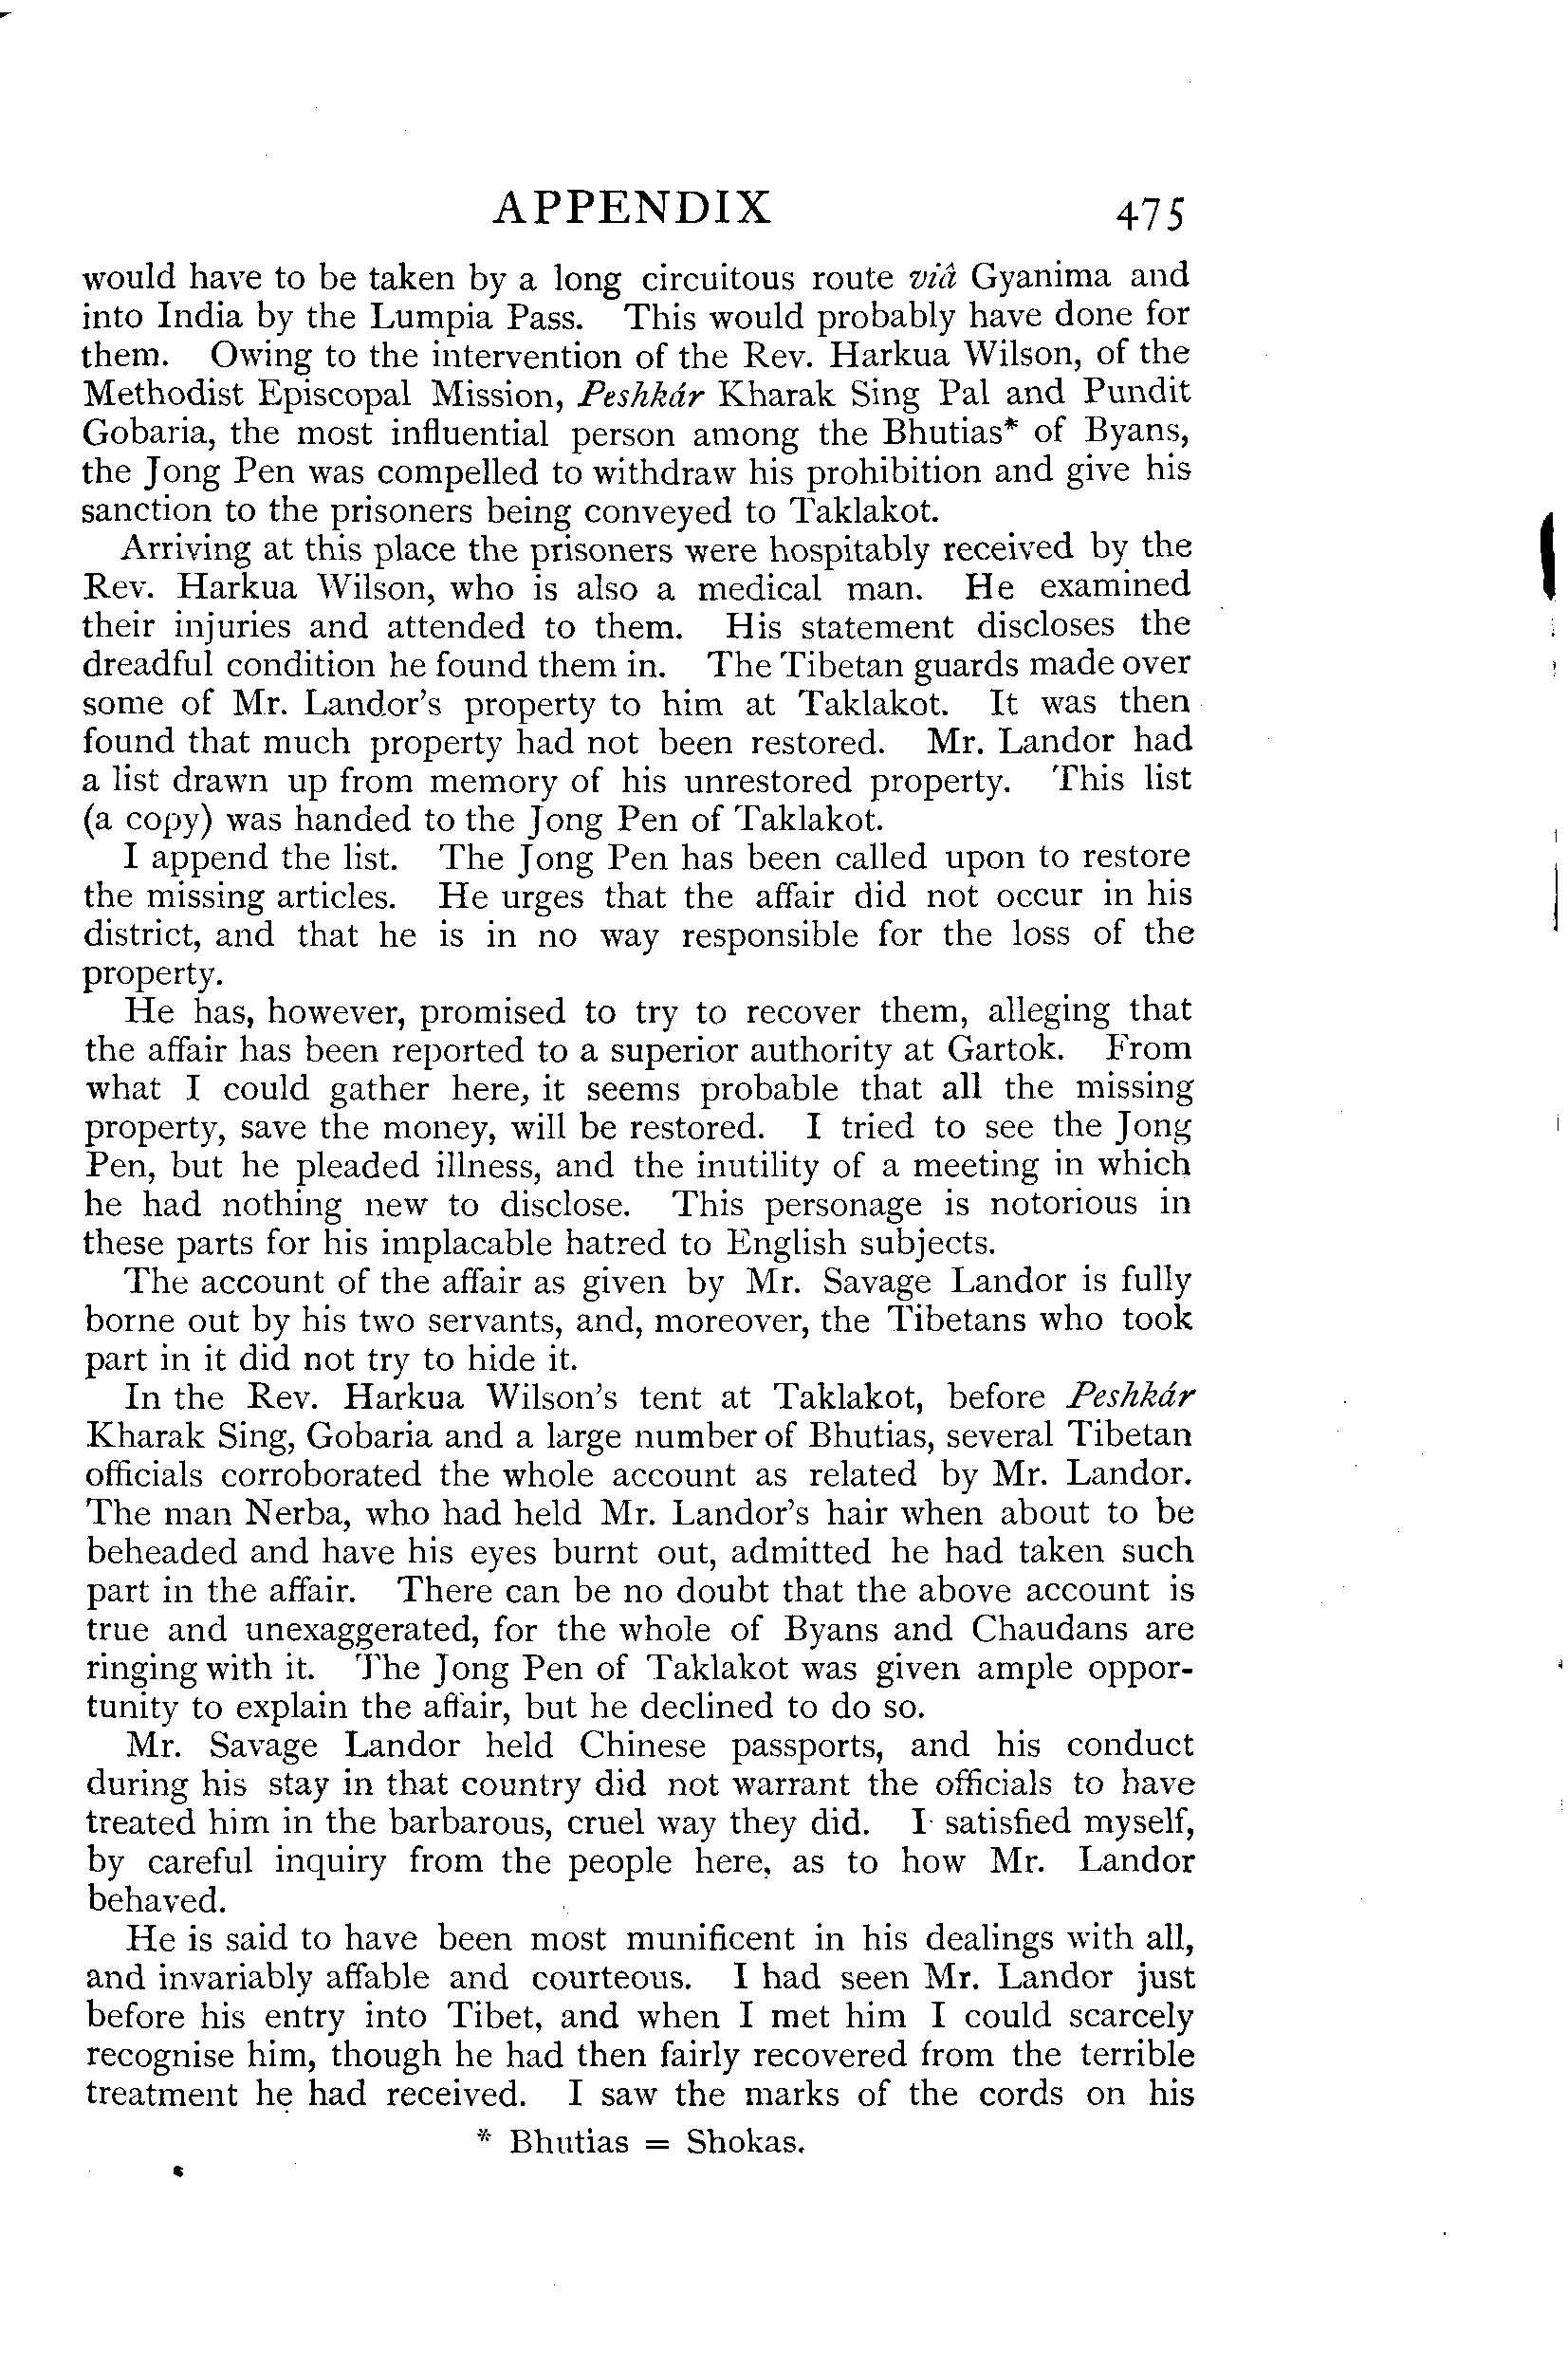 APPENDIX 475
would have to be taken by a long circuitous route viâ Gyanima and
into India by the Lumpia Pass. This would probably have done for
them. Owing to the intervention of the Rev. Harkua Wilson, of the
Methodist Episcopal Mission, Peshkár Kharak Sing Pal and Pundit
Gobaria, the most influential person among the Bhutias* of Byans,
the Jong Pen was compelled to withdraw his prohibition and give his
sanction to the prisoners being conveyed to Taklakot.
Arriving at this place the prisoners were hospitably received by the
Rev. Harkua Wilson, who is also a medical man. He examined
their injuries and attended to them. His statement discloses the
dreadful condition he found them in. The Tibetan guards made over
some of Mr. Landor's property to him at Taklakot. It was then
found that much property had not been restored. Mr. Landor had
a list drawn up from memory of his unrestored property. This list
(a copy) was handed to the Jong Pen of Taklakot.
I append the list. The Jong Pen has been called upon to restore
the missing articles. He urges that the affair did not occur in his
district, and that he is in no way responsible for the loss of the
property.
He has, however, promised to try to recover them, alleging that
the affair has been reported to a superior authority at Gartok. From
what I could gather here, it seems probable that all the missing
property, save the money, will be restored. I tried to see the Jong
Pen, but he pleaded illness, and the inutility of a meeting in which
he had nothing new to disclose. This personage is notorious in
these parts for his implacable hatred to English subjects.
The account of the affair as given by Mr. Savage Landor is fully
borne out by his two servants, and, moreover, the Tibetans who took
part in it did not try to hide it.
In the Rev. Harkua Wilson's tent at Taklakot, before Peshkár
Kharak Sing, Gobaria and a large number of Bhutias, several Tibetan
officials corroborated the whole account as related by Mr. Landor.
The man Nerba, who had held Mr. Landor's hair when about to be
beheaded and have his eyes burnt out, admitted he had taken such
part in the affair. There can be no doubt that the above account is
true and unexaggerated, for the whole of Byans and Chaudans are
ringing with it. The Jong Pen of Taklakot was given ample oppor-
tunity to explain the affair, but he declined to do so.
Mr. Savage Landor held Chinese passports, and his conduct
during his stay in that country did not warrant the officials to have
treated him in the barbarous, cruel way they did. I satisfied myself,
by careful inquiry from the people here, as to how Mr. Landor
behaved.
He is said to have been most munificent in his dealings with all,
and invariably affable and courteous. I had seen Mr. Landor just
before his entry into Tibet, and when I met him I could scarcely
recognise him, though he had then fairly recovered from the terrible
treatment he had received. I saw the marks of the cords on his
* Bhutias = Shokas.